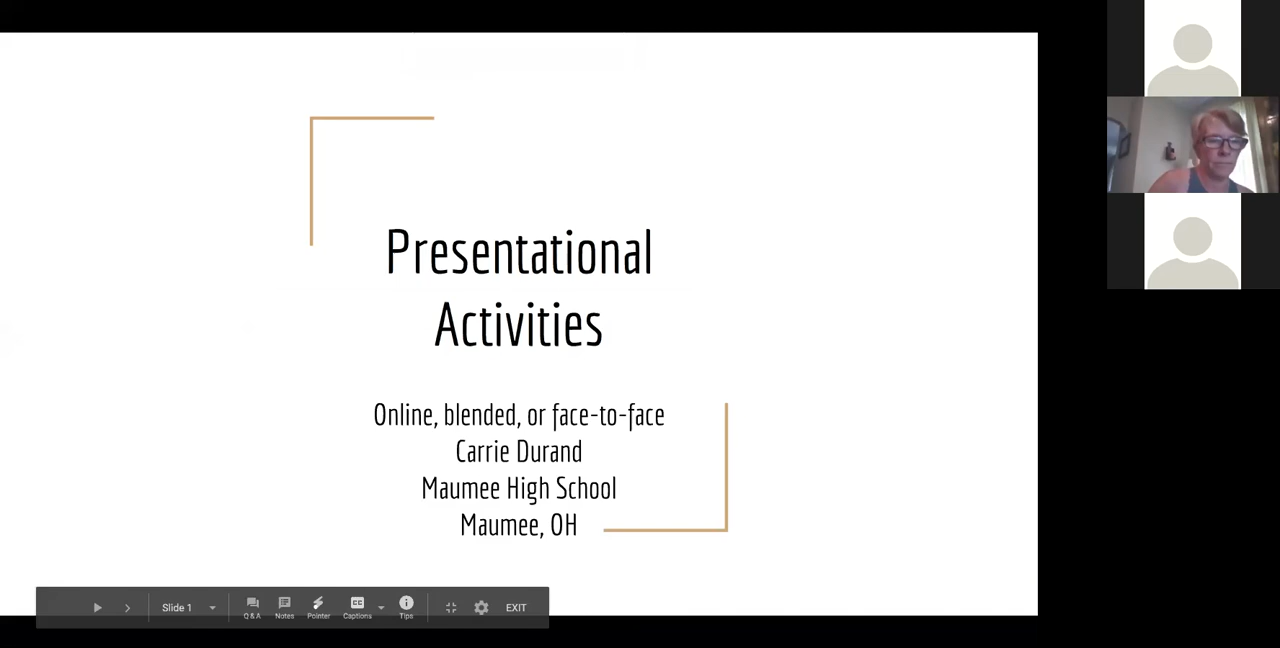 Presentational
Activities
Online, blended, or face-to-face
Carrie Durand
Maumee High School
Maumee, OH
Slide 1
Q & A
Notes
Pointer
Captions
Tips
EXIT